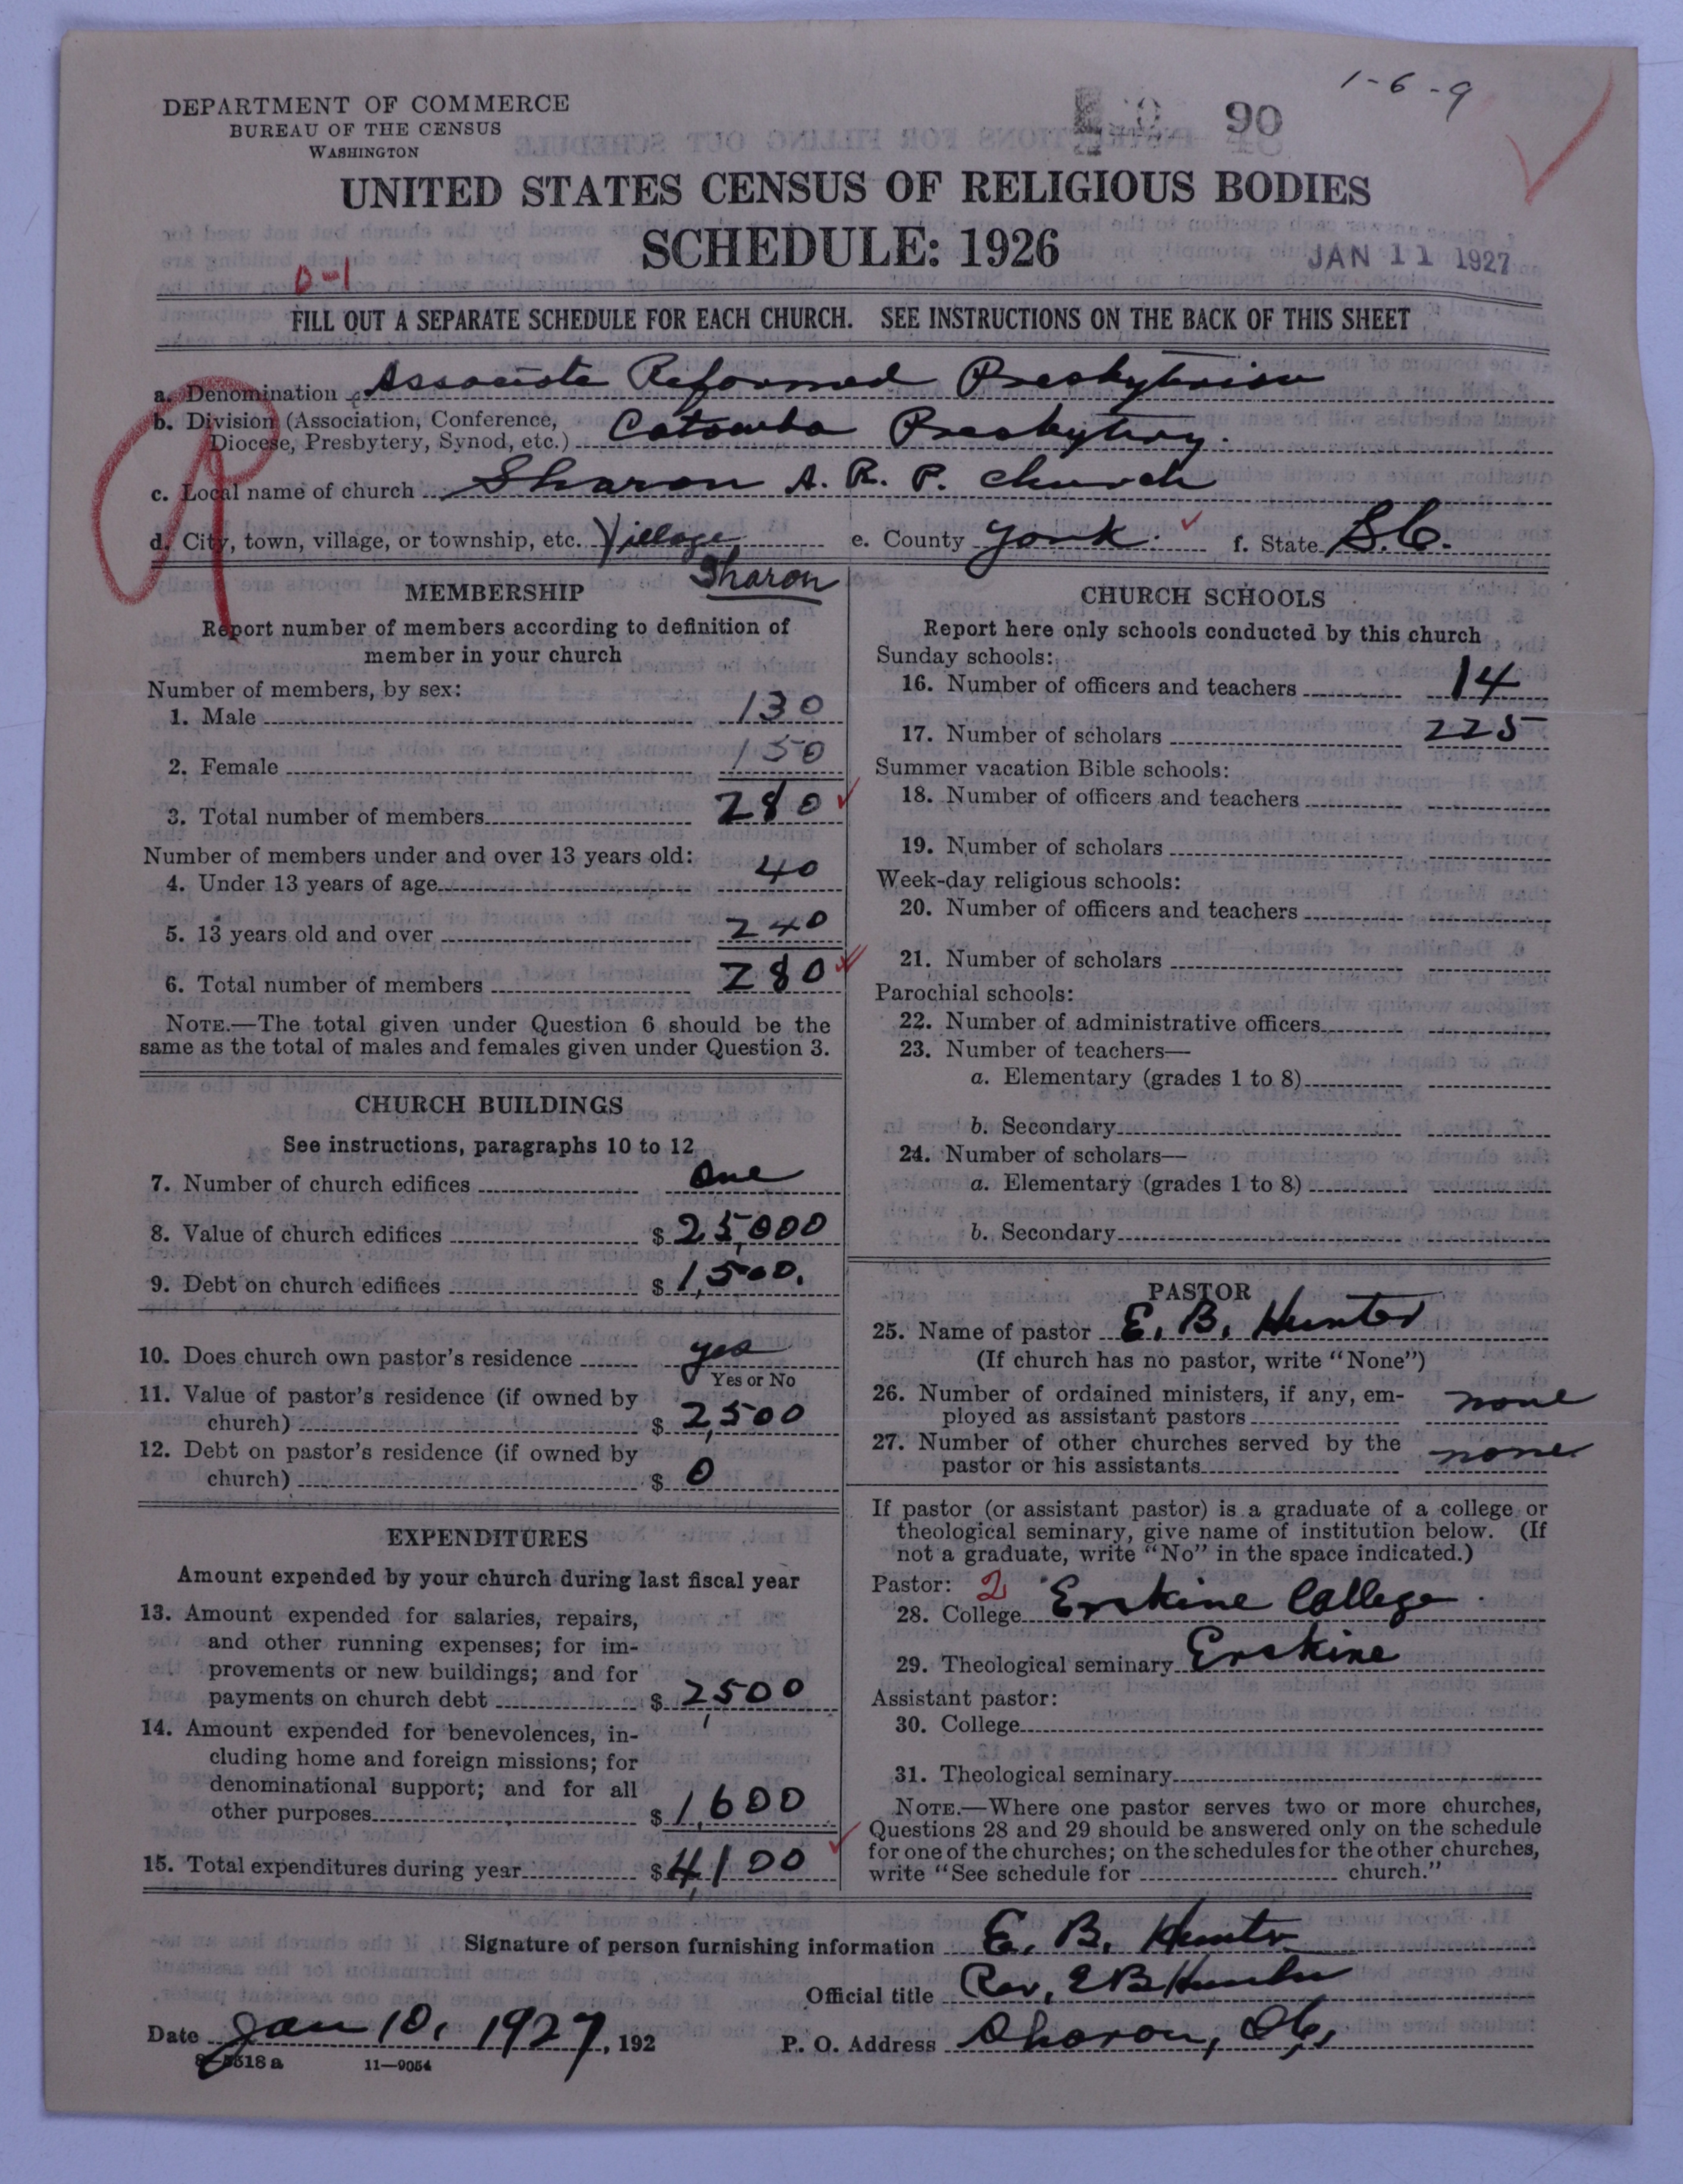 1-6-9
DEPARTMENT OF COMMERCE
BUREAU OF THE CENSUS
WASHINGTON
90
UNITED STATES CENSUS OF RELIGIOUS BODIES
SCHEDULE: 1926
JAN 11 1927
0-1
FILL OUT A SEPARATE SCHEDULE FOR EACH CHURCH. SEE INSTRUCTIONS ON THE BACK OF THIS SHEET
a. Denomination Associate Reformed Presbyterian
b. Division (Association, Conference, Diocese, Presbytery, Synod, etc.) Catawba Presbytery.
c. Local name of church Sharon A. R. P. church
d. City, town, village, or township, etc. Village Sharon e. County York. f. State S.C.
MEMBERSHIP
Report number of members according to definition of
member in your church
Number of members, by sex:
1. Male 130
2. Female 150
3. Total number of members 280
Number of members under and over 13 years old:
4. Under 13 years of age 40
5. 13 years old and over 240
6. Total number of members 280
NOTE.—The total given under Question 6 should be the
same as the total of males and females given under Question 3.
CHURCH BUILDINGS
See instructions, paragraphs 10 to 12
7. Number of church edifices One
8. Value of church edifices $ 25,000
9. Debt on church edifices $ 1,500.
10. Does church own pastor's residence yes
Yes or No
11. Value of pastor's residence (if owned by
church) $ 2,500
12. Debt on pastor's residence (if owned by
church) $ 0
EXPENDITURES
Amount expended by your church during last fiscal year
13. Amount expended for salaries, repairs,
and other running expenses; for im-
provements or new buildings; and for
payments on church debt $ 2,500
14. Amount expended for benevolences, in-
cluding home and foreign missions; for
denominational support; and for all
other purposes $ 1,600
15. Total expenditures during year $ 4,100
CHURCH SCHOOLS
Report here only schools conducted by this church
Sunday schools:
16. Number of officers and teachers 14
17. Number of scholars 225
Summer vacation Bible schools:
18. Number of officers and teachers
19. Number of scholars
Week-day religious schools:
20. Number of officers and teachers
21. Number of scholars
Parochial schools:
22. Number of administrative officers
23. Number of teachers—
a. Elementary (grades 1 to 8)
b. Secondary
24. Number of scholars—
a. Elementary (grades 1 to 8)
b. Secondary
PASTOR
25. Name of pastor E. B. Hunter
(If church has no pastor, write "None")
26. Number of ordained ministers, if any, em-
ployed as assistant pastors none
27. Number of other churches served by the
pastor or his assistants none
If pastor (or assistant pastor) is a graduate of a college or
theological seminary, give name of institution below. (If
not a graduate, write "No" in the space indicated.)
Pastor: 2
28. College Erskine College
29. Theological seminary Erskine
Assistant pastor:
30. College
31. Theological seminary
NOTE.—Where one pastor serves two or more churches,
Questions 28 and 29 should be answered only on the schedule
for one of the churches; on the schedules for the other churches,
write "See schedule for church."
Signature of person furnishing information E. B. Hunter
Official title Rev. E B Hunter
Date Jan 10, 1927, 192 P. O. Address Sharon, S.C.
8-5518 a 11-9054